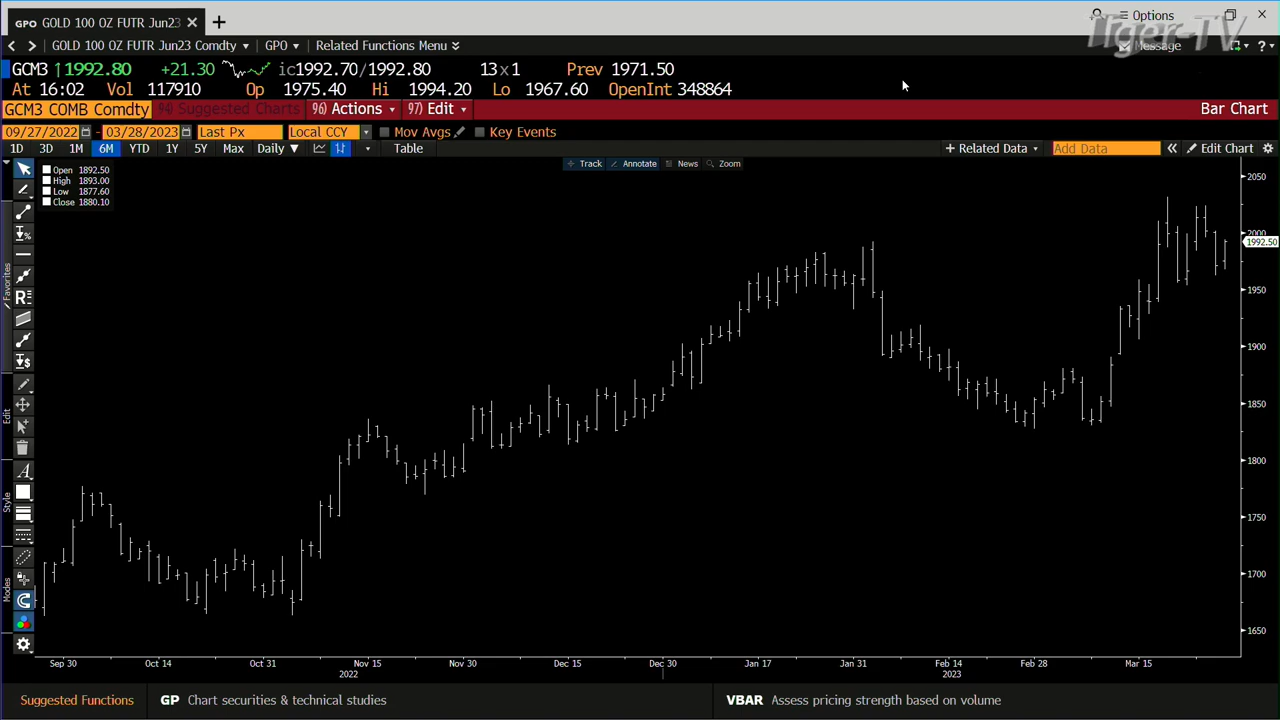 GPO GOLD 100 OZ FUTR Jun23 × +
Options
Tiger-TV
GOLD 100 OZ FUTR Jun23 Comdty GPO Related Functions Menu Message
GCM3 ↑1992.80 +21.30 ic1992.70/1992.80 13x1 Prev 1971.50
At 16:02 Vol 117910 Op 1975.40 Hi 1994.20 Lo 1967.60 OpenInt 348864
GCM3 COMB Comdty 94) Suggested Charts 96) Actions 97) Edit Bar Chart
09/27/2022 - 03/28/2023 Last Px Local CCY Mov Avgs Key Events
1D 3D 1M 6M YTD 1Y 5Y Max Daily ▼ Table + Related Data Add Data « Edit Chart
Track Annotate News Zoom
Open 1892.50
High 1893.00
Low 1877.60
Close 1880.10
Favorites
Edit
Style
Modes
2050
2000
1992.50
1950
1900
1850
1800
1750
1700
1650
Sep 30 Oct 14 Oct 31 Nov 15 Nov 30 Dec 15 Dec 30 Jan 17 Jan 31 Feb 14 Feb 28 Mar 15
2022 2023
Suggested Functions GP Chart securities & technical studies VBAR Assess pricing strength based on volume